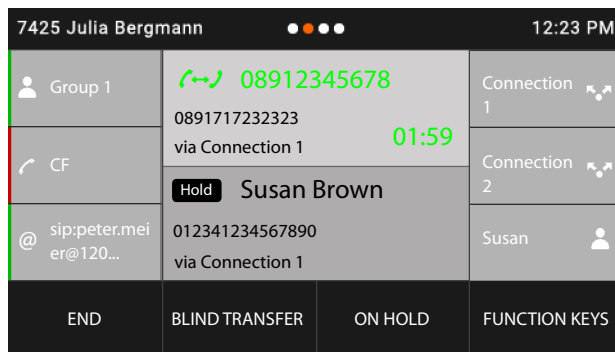 7425 Julia Bergmann
12:23 PM
Group 1
CF
@
sip:peter.mei
er@120...
08912345678
0891717232323
via Connection 1
01:59
Hold Susan Brown
012341234567890
via Connection 1
Connection
1
Connection
2
Susan
END
BLIND TRANSFER
ON HOLD
FUNCTION KEYS